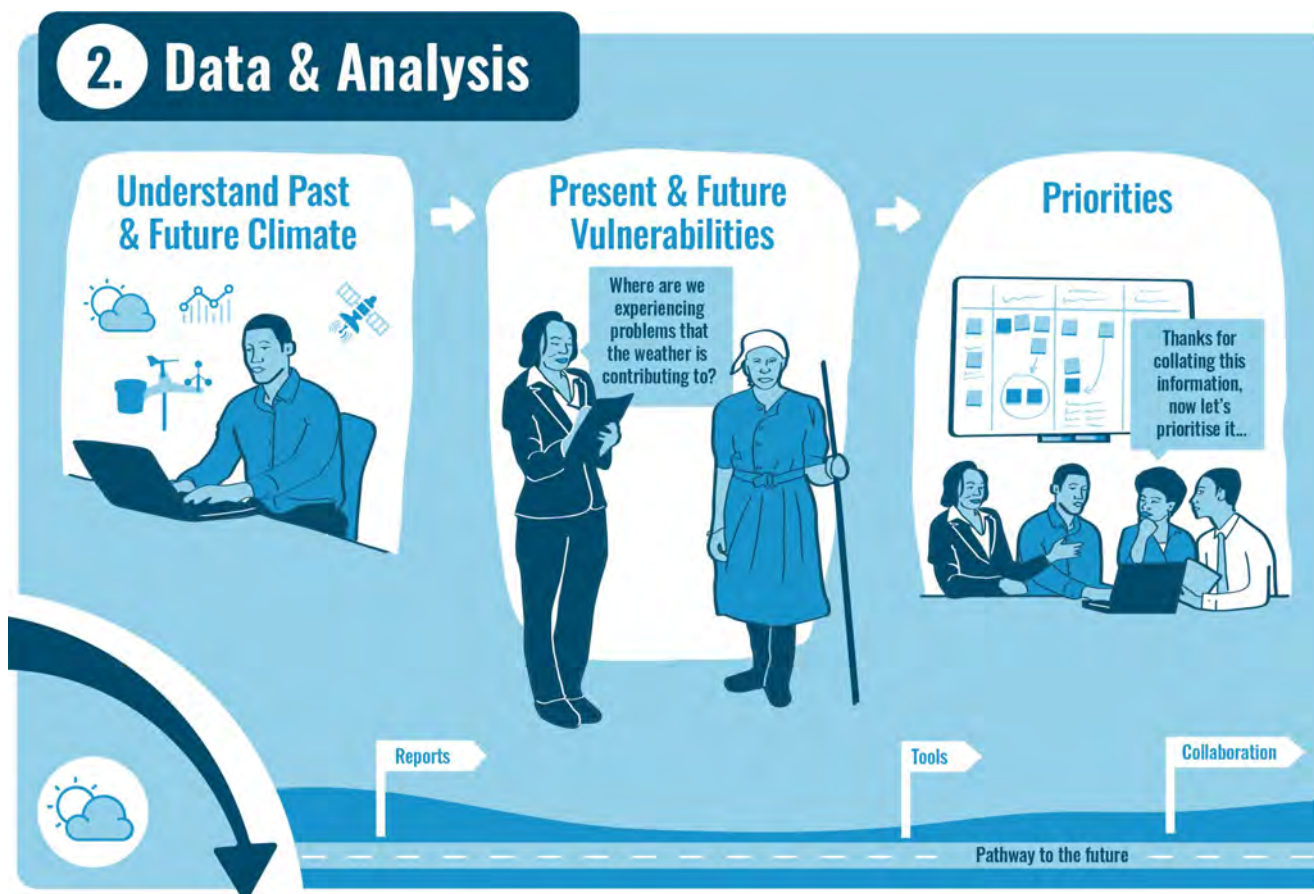 2. Data & Analysis
Understand Past
& Future Climate
Present & Future
Vulnerabilities
Where are we
experiencing
problems that
the weather is
contributing to?
Priorities
Thanks for
collating this
information,
now let's
prioritise it...
Reports
Tools
Collaboration
Pathway to the future